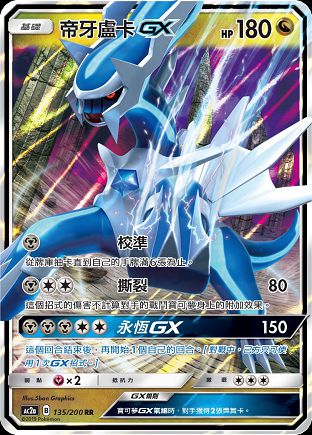 基礎 帝牙盧卡GX HP 180
校準
從牌庫抽卡直到自己的手牌滿6張為止。
撕裂 80
這個招式的傷害不計算對手的戰鬥寶可夢身上的附加效果。
永恆GX 150
這個回合結束後，再開始1個自己的回合。[對戰中，己方只可使用1次GX招式。]
弱點 ×2 抵抗力 撤退
Illus. 5ban Graphics
GX規則
AC2a B 135/200 RR
©2019 Pokémon
寶可夢GX氣絕時，對手獲得2張獎賞卡。